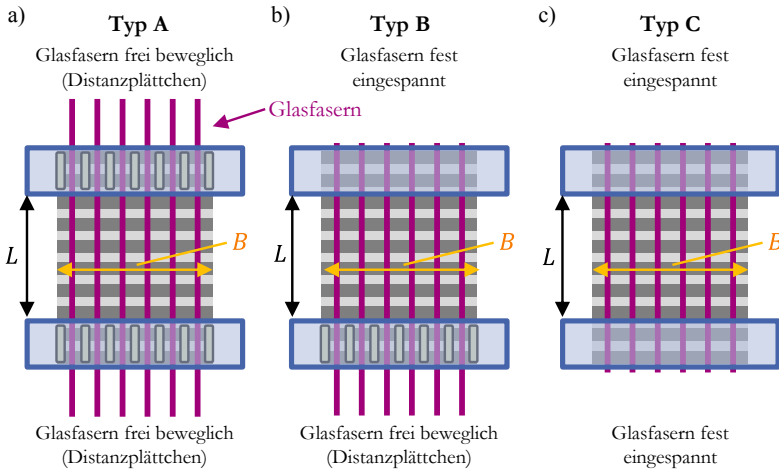 a)
Typ A
Glasfasern frei beweglich
(Distanzplättchen)
Glasfasern
L
B
Glasfasern frei beweglich
(Distanzplättchen)
b)
Typ B
Glasfasern fest
eingespannt
L
B
Glasfasern frei beweglich
(Distanzplättchen)
c)
Typ C
Glasfasern fest
eingespannt
L
B
Glasfasern fest
eingespannt